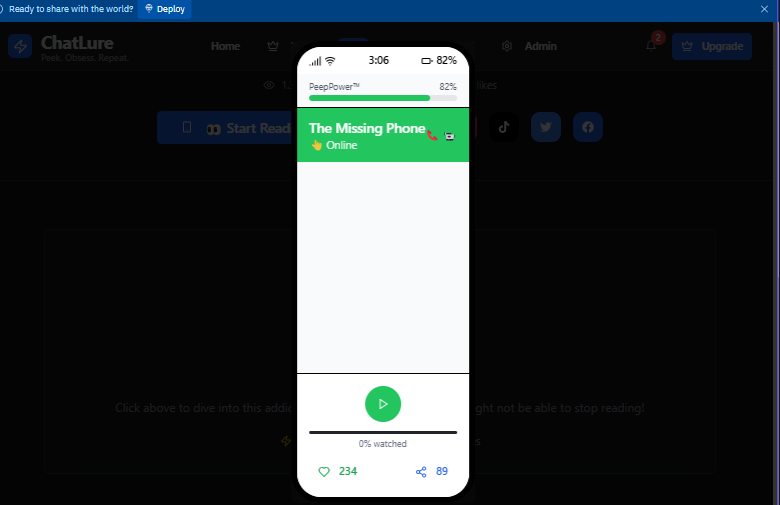 Ready to share with the world? Deploy
ChatLure
Peek. Obsess. Repeat.
Home
Admin
2
Upgrade
3:06
82%
PeepPower™
82%
likes
Start Read
The Missing Phone
Online
Click above to dive into this addic
ght not be able to stop reading!
0% watched
234
89